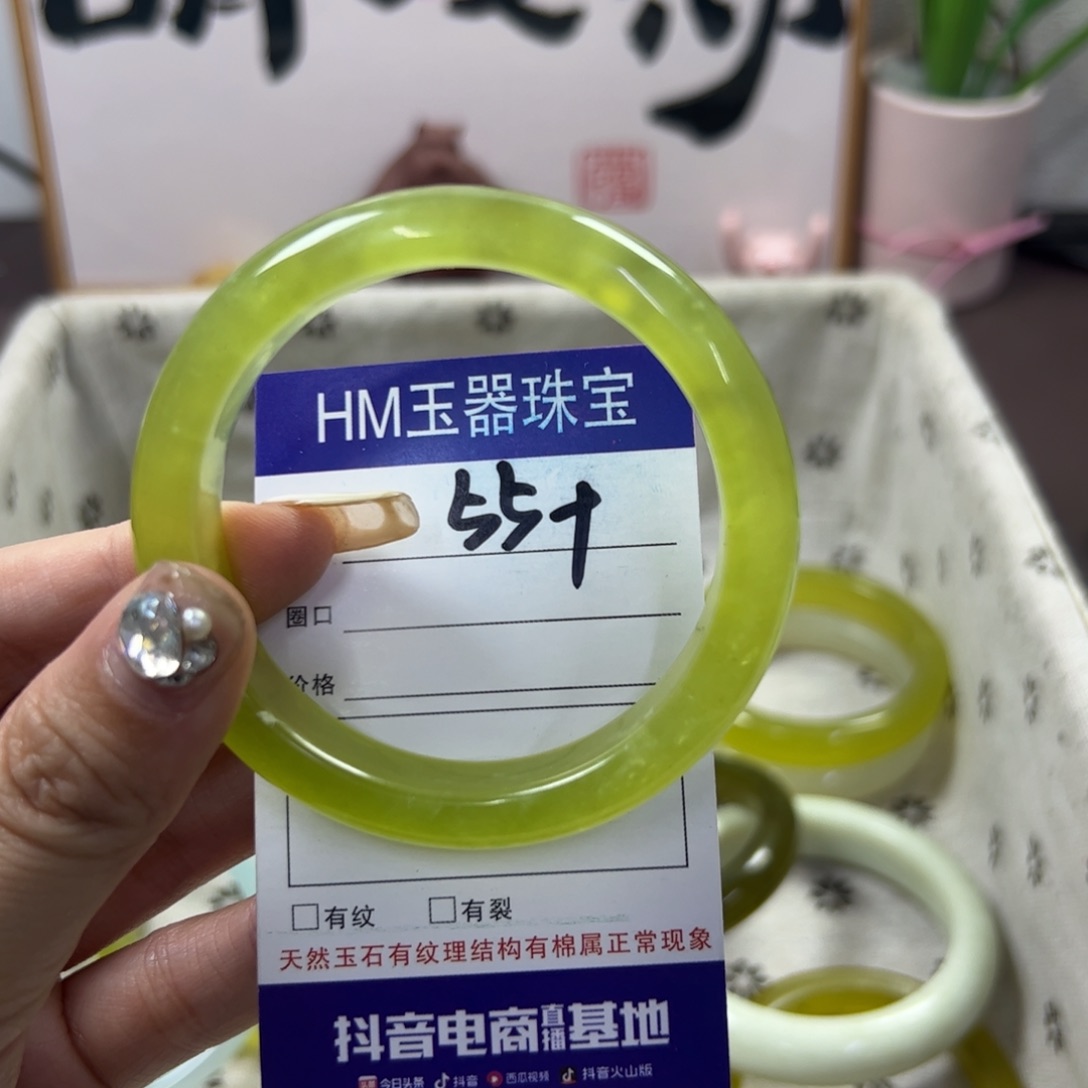 HM玉器珠宝
55+
圈口
价格
有纹 有裂
天然玉石有纹理结构有棉属正常现象
抖音电商直播基地
今日头条 抖音 西瓜视频 抖音火山版